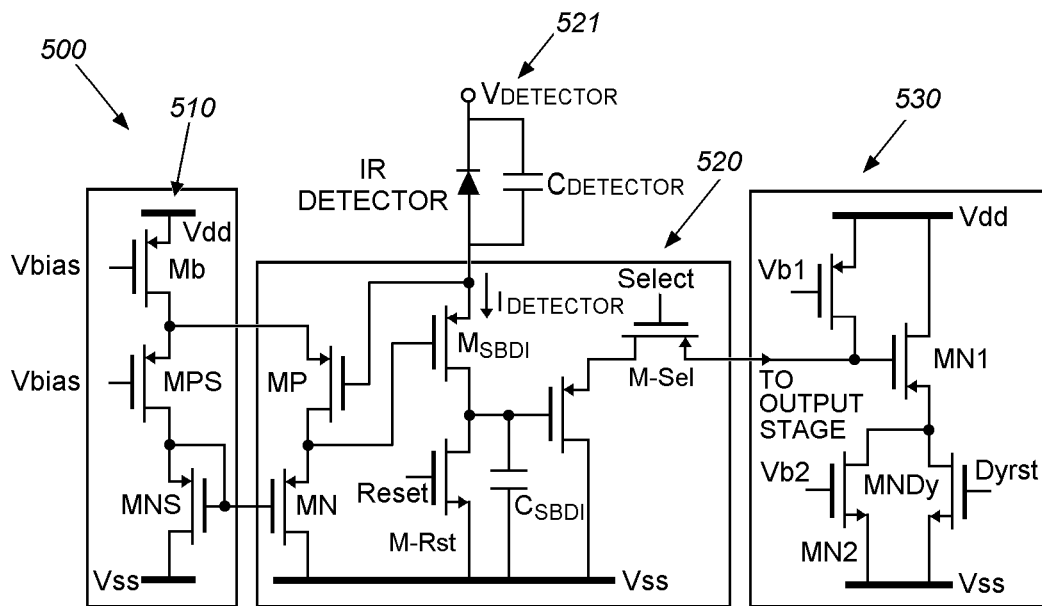 500
510
521
VDETECTOR
530
520
IR
DETECTOR
CDETECTOR
Vdd
Vbias
Mb
Vbias
MPS
MNS
Vss
Select
IDETECTOR
MSBDI
MP
M-Sel
MN
Reset
M-Rst
CSBDI
Vss
TO
OUTPUT
STAGE
Vdd
Vb1
MN1
Vb2
MNDy
Dyrst
MN2
Vss